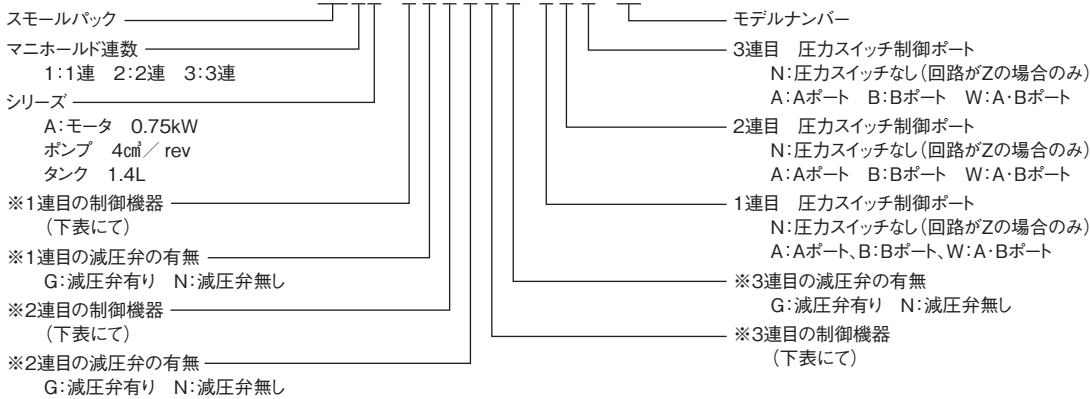 スモールパック
マニホールド連数
1:1連 2:2連 3:3連
シリーズ
A:モータ 0.75kW
ポンプ 4c㎥/rev
タンク 1.4L
※1連目の制御機器
(下表にて)
※1連目の減圧弁の有無
G:減圧弁有り N:減圧弁無し
※2連目の制御機器
(下表にて)
※2連目の減圧弁の有無
G:減圧弁有り N:減圧弁無し
モデルナンバー
3連目 圧力スイッチ制御ポート
N:圧力スイッチなし(回路がZの場合のみ)
A:Aポート B:Bポート W:A・Bポート
2連目 圧力スイッチ制御ポート
N:圧力スイッチなし(回路がZの場合のみ)
A:Aポート B:Bポート W:A・Bポート
1連目 圧力スイッチ制御ポート
N:圧力スイッチなし(回路がZの場合のみ)
A:Aポート、B:Bポート、W:A・Bポート
※3連目の減圧弁の有無
G:減圧弁有り N:減圧弁無し
※3連目の制御機器
(下表にて)